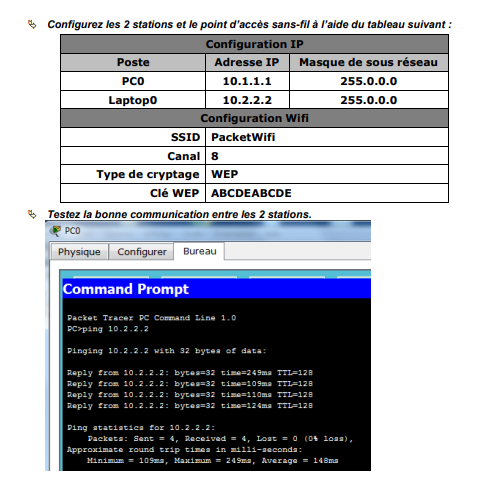 Configurez les 2 stations et le point d'accès sans-fil à l'aide du tableau suivant :
Configuration IP
Poste Adresse IP Masque de sous réseau
PC0 10.1.1.1 255.0.0.0
Laptop0 10.2.2.2 255.0.0.0
Configuration Wifi
SSID PacketWifi
Canal 8
Type de cryptage WEP
Clé WEP ABCDEABCDE
Testez la bonne communication entre les 2 stations.
PC0
Physique Configurer Bureau
Command Prompt
Packet Tracer PC Command Line 1.0
PC>ping 10.2.2.2
Pinging 10.2.2.2 with 32 bytes of data:
Reply from 10.2.2.2: bytes=32 time=249ms TTL=128
Reply from 10.2.2.2: bytes=32 time=109ms TTL=128
Reply from 10.2.2.2: bytes=32 time=110ms TTL=128
Reply from 10.2.2.2: bytes=32 time=124ms TTL=128
Ping statistics for 10.2.2.2:
Packets: Sent = 4, Received = 4, Lost = 0 (0% loss),
Approximate round trip times in milli-seconds:
Minimum = 109ms, Maximum = 249ms, Average = 148ms